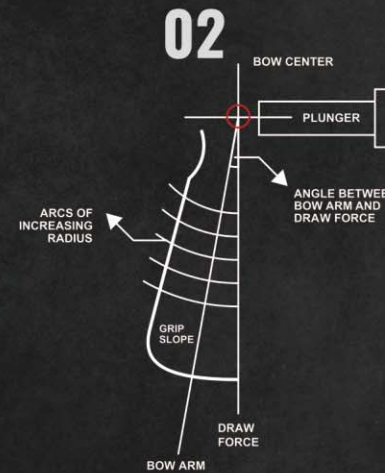 02
BOW CENTER
PLUNGER
ANGLE BETWEE
BOW ARM AND
DRAW FORCE
ARCS OF
INCREASING
RADIUS
GRIP
SLOPE
DRAW
FORCE
BOW ARM